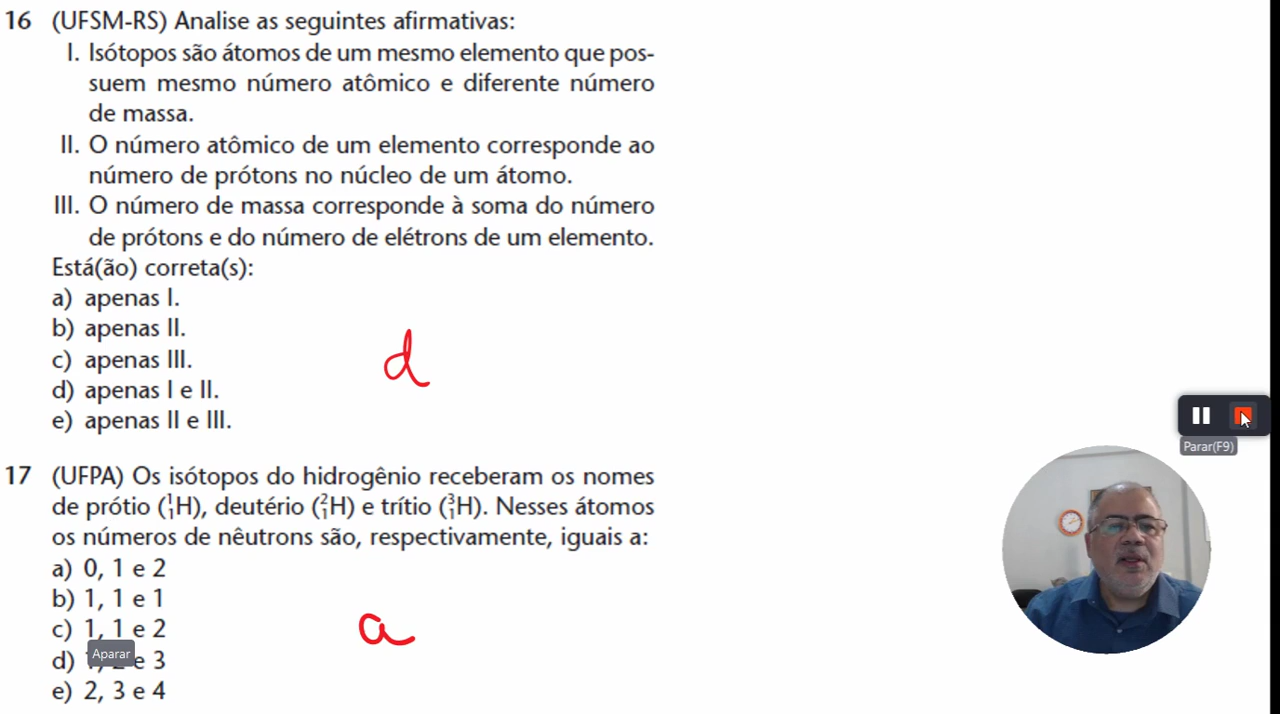 16 (UFSM-RS) Analise as seguintes afirmativas:
I. Isótopos são átomos de um mesmo elemento que pos-
suem mesmo número atômico e diferente número
de massa.
II. O número atômico de um elemento corresponde ao
número de prótons no núcleo de um átomo.
III. O número de massa corresponde à soma do número
de prótons e do número de elétrons de um elemento.
Está(ão) correta(s):
a) apenas I.
b) apenas II.
c) apenas III.
d) apenas I e II.
e) apenas II e III.
d
Parar(F9)
17 (UFPA) Os isótopos do hidrogênio receberam os nomes
de prótio (¹₁H), deutério (²₁H) e trítio (³₁H). Nesses átomos
os números de nêutrons são, respectivamente, iguais a:
a) 0, 1 e 2
b) 1, 1 e 1
c) 1, 1 e 2
a
Aparar
d) e 3
e) 2, 3 e 4